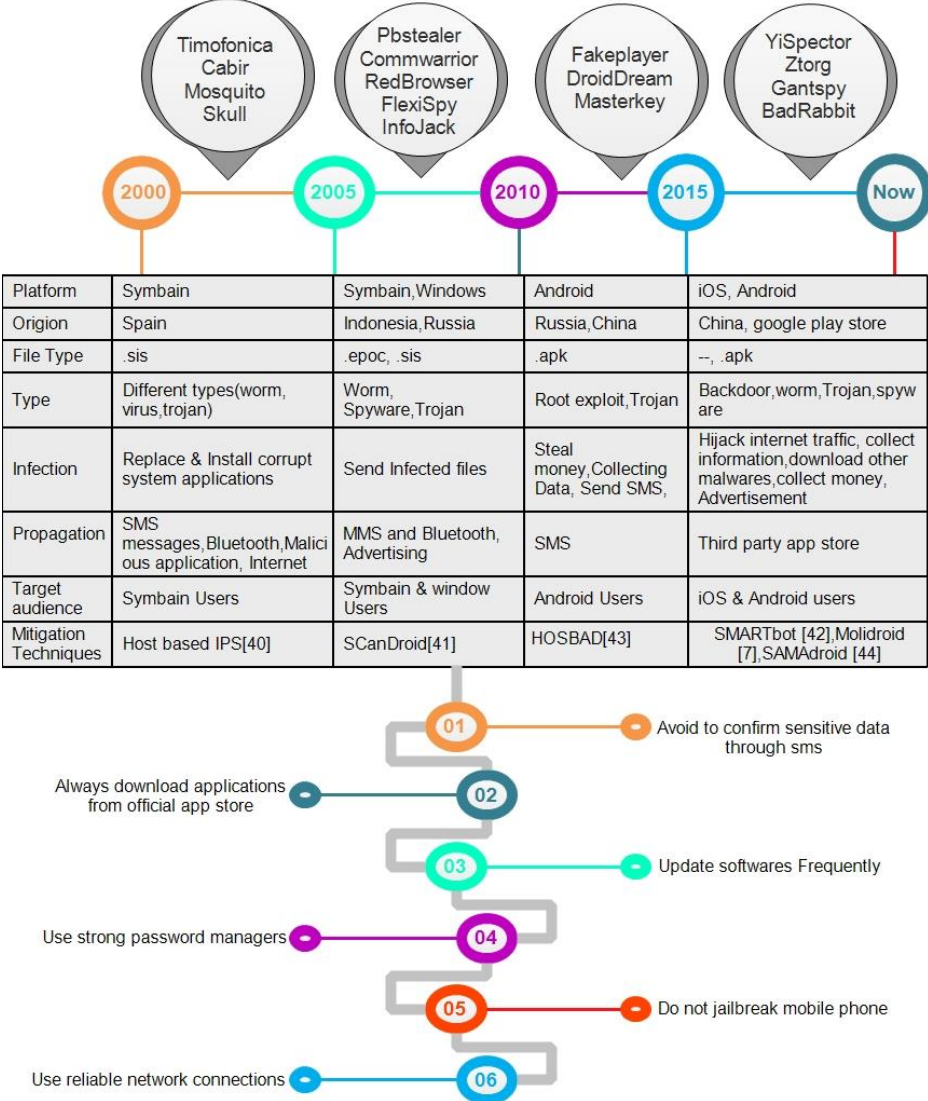 Timofonica
Cabir
Mosquito
Skull
Pbstealer
Commwarrior
RedBrowser
FlexiSpy
InfoJack
Fakeplayer
DroidDream
Masterkey
YiSpector
Ztorg
Gantspy
BadRabbit
2000
2005
2010
2015
Now
Platform
Symbain
Symbain,Windows
Android
iOS, Android
Origion
Spain
Indonesia,Russia
Russia,China
China, google play store
File Type
.sis
.epoc, .sis
.apk
--, .apk
Type
Different types(worm,
virus,trojan)
Worm,
Spyware,Trojan
Root exploit,Trojan
Backdoor,worm,Trojan,spyw
are
Infection
Replace & Install corrupt
system applications
Send Infected files
Steal
money,Collecting
Data, Send SMS,
Hijack internet traffic, collect
information,download other
malwares,collect money,
Advertisement
Propagation
SMS
messages,Bluetooth,Malici
ous application, Internet
MMS and Bluetooth,
Advertising
SMS
Third party app store
Target
audience
Symbain Users
Symbain & window
Users
Android Users
iOS & Android users
Mitigation
Techniques
Host based IPS[40]
SCanDroid[41]
HOSBAD[43]
SMARTbot [42],Molidroid
[7],SAMAdroid [44]
01
Avoid to confirm sensitive data
through sms
Always download applications
from official app store
02
03
Update softwares Frequently
Use strong password managers
04
05
Do not jailbreak mobile phone
Use reliable network connections
06